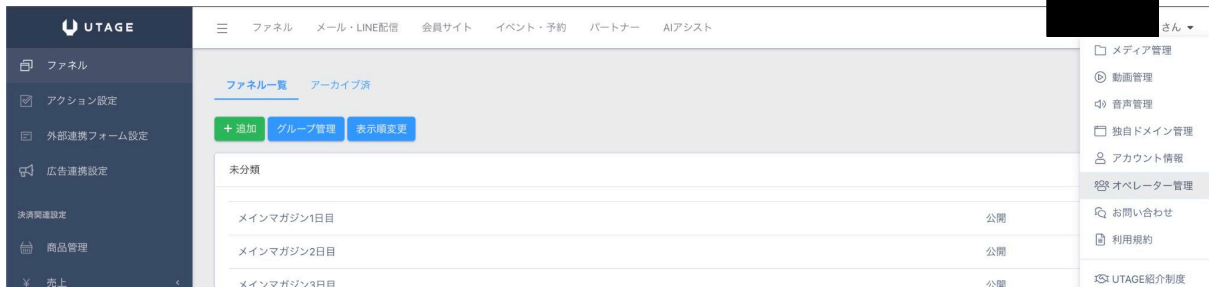 UTAGE
ファネル メール・LINE配信 会員サイト イベント・予約 パートナー AIアシスト
さん
ファネル
アクション設定
外部連携フォーム設定
広告連携設定
決済関連設定
商品管理
¥ 売上
ファネル一覧 アーカイブ済
+ 追加 グループ管理 表示順変更
未分類
メインマガジン1日目 公開
メインマガジン2日目 公開
メインマガジン3日目 公開
メディア管理
動画管理
音声管理
独自ドメイン管理
アカウント情報
オペレーター管理
お問い合わせ
利用規約
UTAGE紹介制度